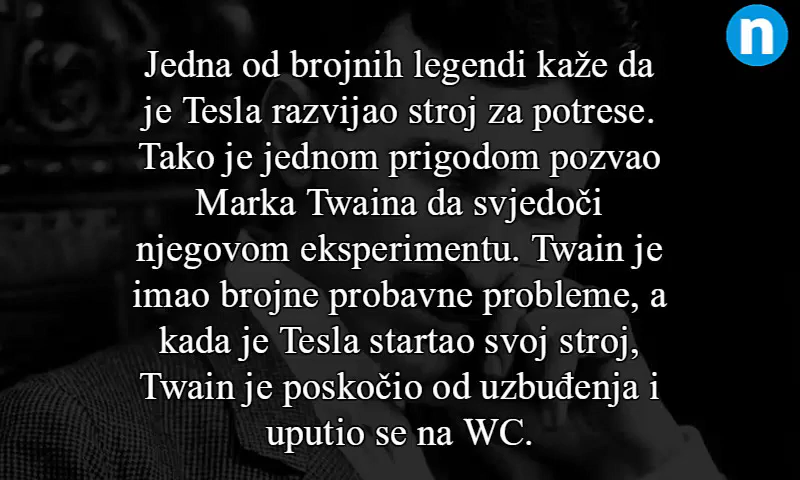 n
Jedna od brojnih legendi kaže da
je Tesla razvijao stroj za potrese.
Tako je jednom prigodom pozvao
Marka Twaina da svjedoči
njegovom eksperimentu. Twain je
imao brojne probavne probleme, a
kada je Tesla startao svoj stroj,
Twain je poskočio od uzbuđenja i
uputio se na WC.